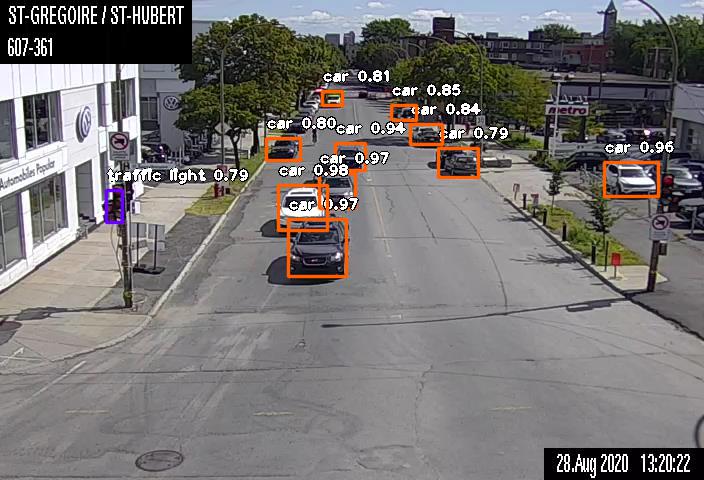 ST-GREGOIRE / ST-HUBERT
607-361
car 0.81
car 0.85
car 0.84
car 0.80
car 0.94
car 0.79
car 0.96
car 0.97
car 0.98
traffic light 0.79
car 0.97
Automobiles Popular
metro
28.Aug 2020 13:20:22